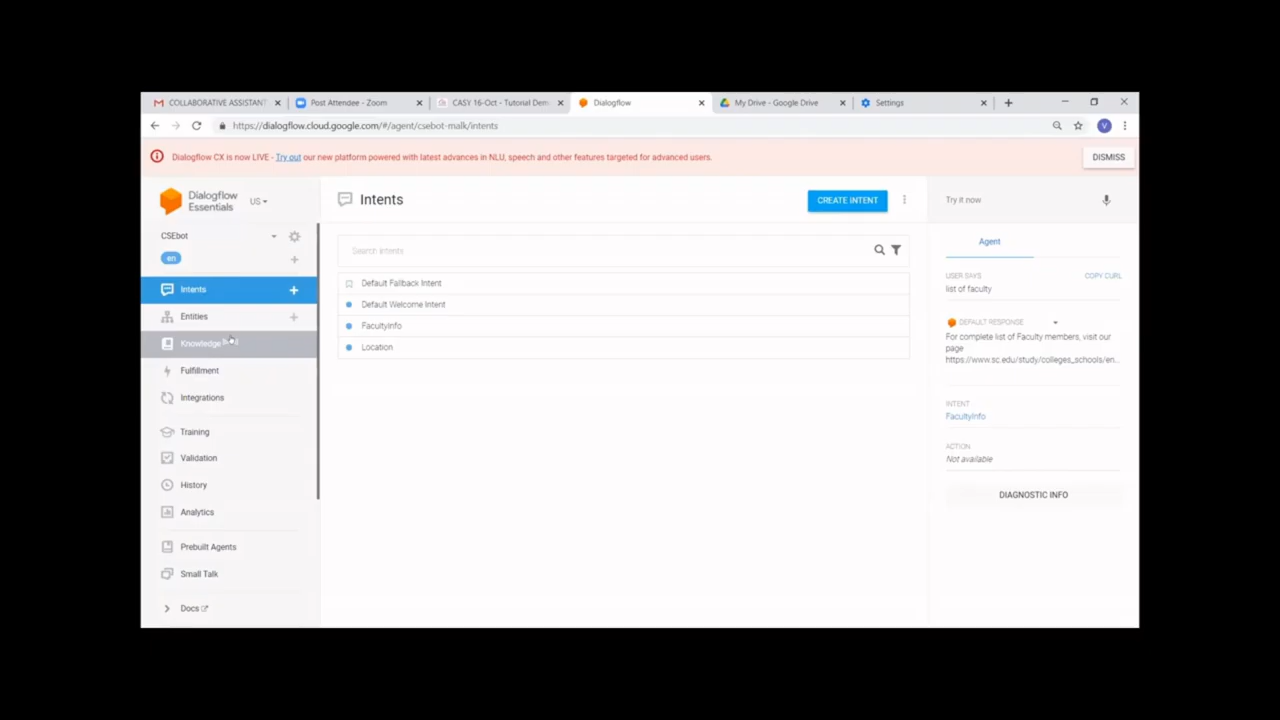 COLLABORATIVE ASSISTANT
Post Attendee - Zoom
CASY 16-Oct - Tutorial Dem
Dialogflow
My Drive - Google Drive
Settings
https://dialogflow.cloud.google.com/#/agent/csebot-malk/intents
V
Dialogflow CX is now LIVE - Try out our new platform powered with latest advances in NLU, speech and other features targeted for advanced users.
DISMISS
Dialogflow
Essentials
US
CSEbot
en
Intents
Entities
Knowledge
Fulfillment
Integrations
Training
Validation
History
Analytics
Prebuilt Agents
Small Talk
Docs
Intents
CREATE INTENT
Search intents
Default Fallback Intent
Default Welcome Intent
FacultyInfo
Location
Try it now
Agent
USER SAYS
COPY CURL
list of faculty
DEFAULT RESPONSE
For complete list of Faculty members, visit our
page
https://www.sc.edu/study/colleges_schools/en...
INTENT
FacultyInfo
ACTION
Not available
DIAGNOSTIC INFO